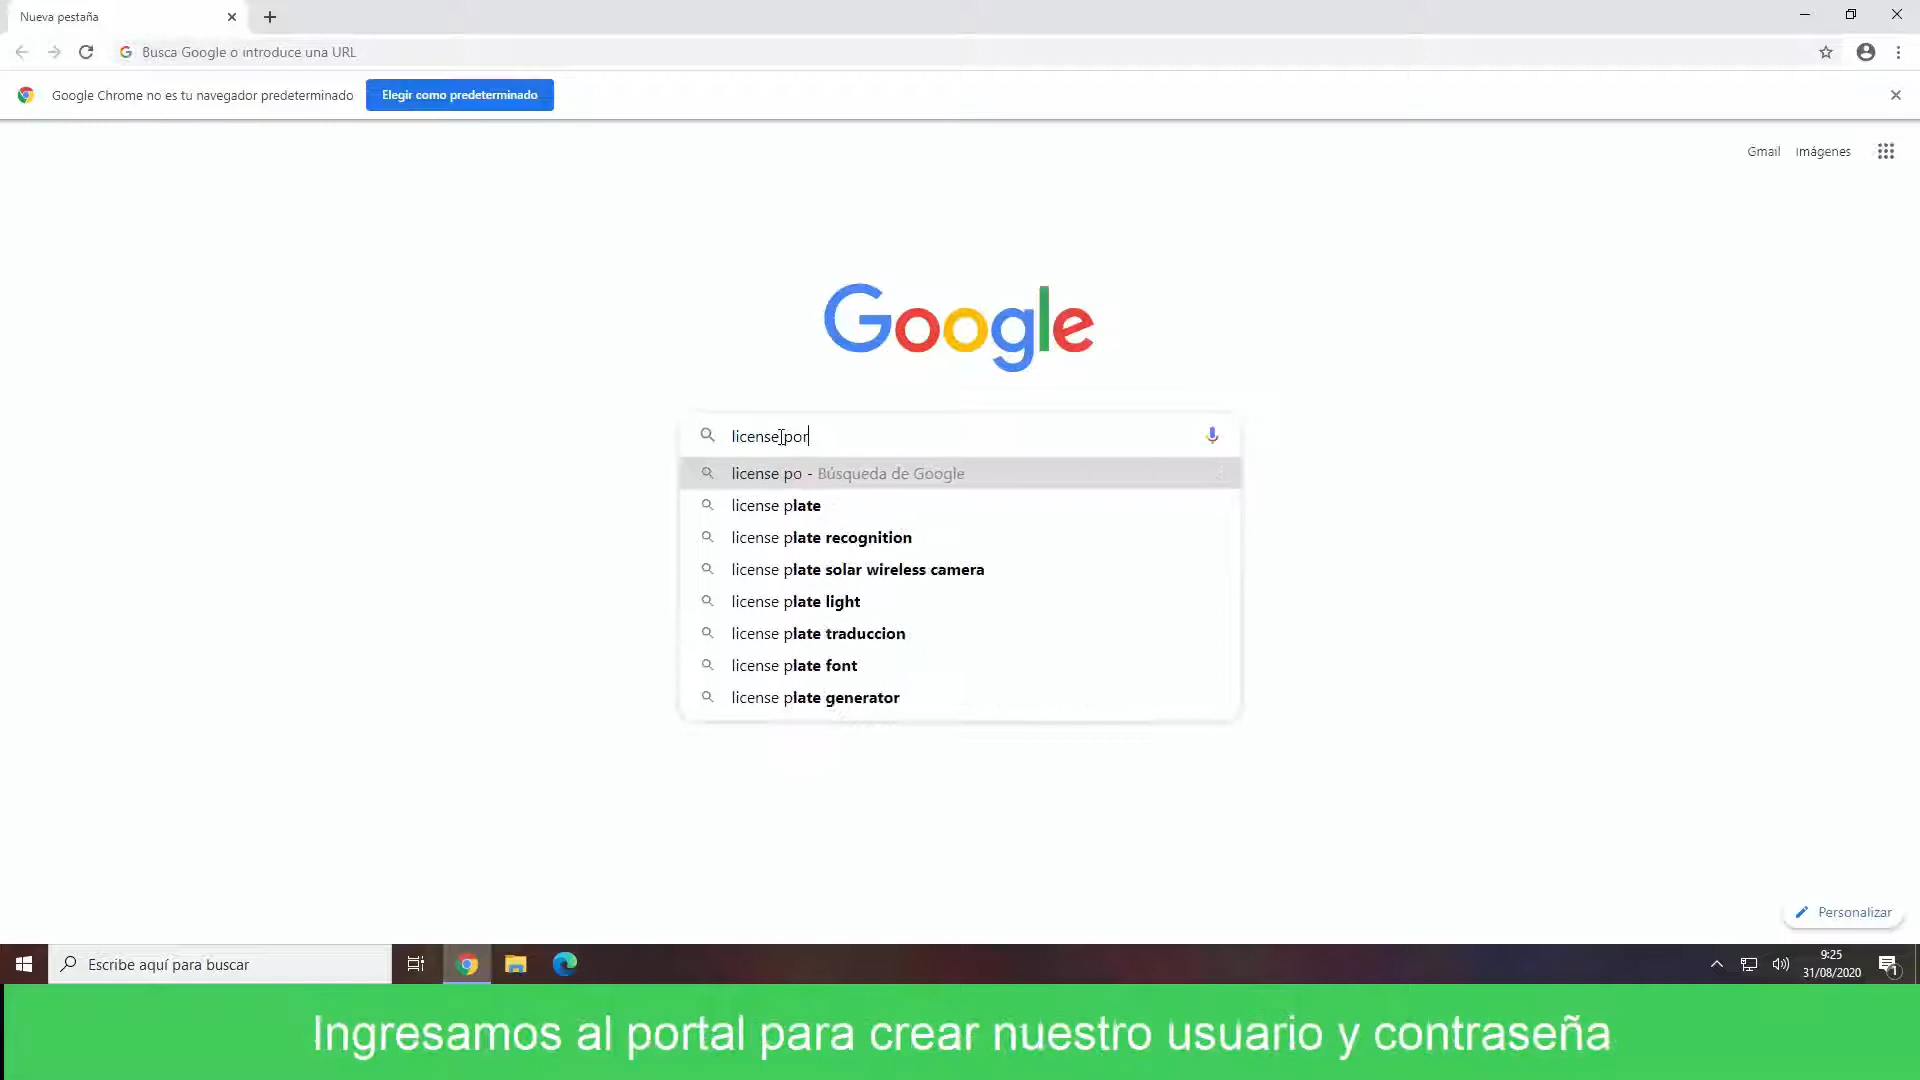 Nueva pestaña
Busca Google o introduce una URL
Google Chrome no es tu navegador predeterminado
Elegir como predeterminado
Gmail Imágenes
Google
license por
license po - Búsqueda de Google
license plate
license plate recognition
license plate solar wireless camera
license plate light
license plate traduccion
license plate font
license plate generator
Personalizar
Escribe aquí para buscar
9:25
31/08/2020
1
Ingresamos al portal para crear nuestro usuario y contraseña